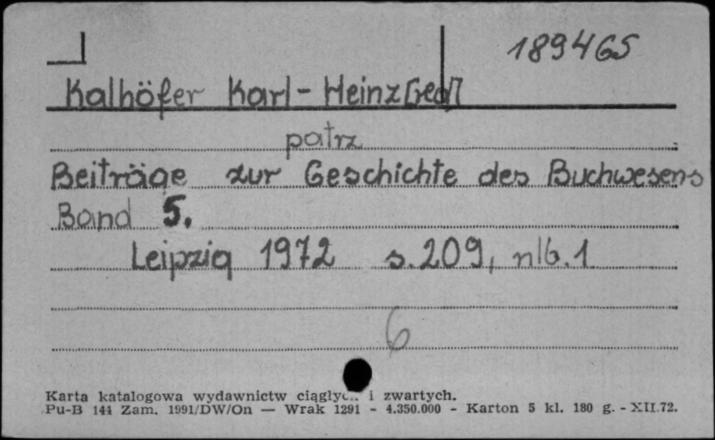 189465
Kalhöfer Karl-Heinz [red]
patrz
Beiträge zur Geschichte des Buchwesens
Band 5.
Leipzig 1972 s. 209, nlb. 1
6
Karta katalogowa wydawnictw i zwartych.
Pu-B 144 Zam. 1991/DW/On — Wrak 1291 - 4.350.000 - Karton 5 kl. 180 g. - XII.72.